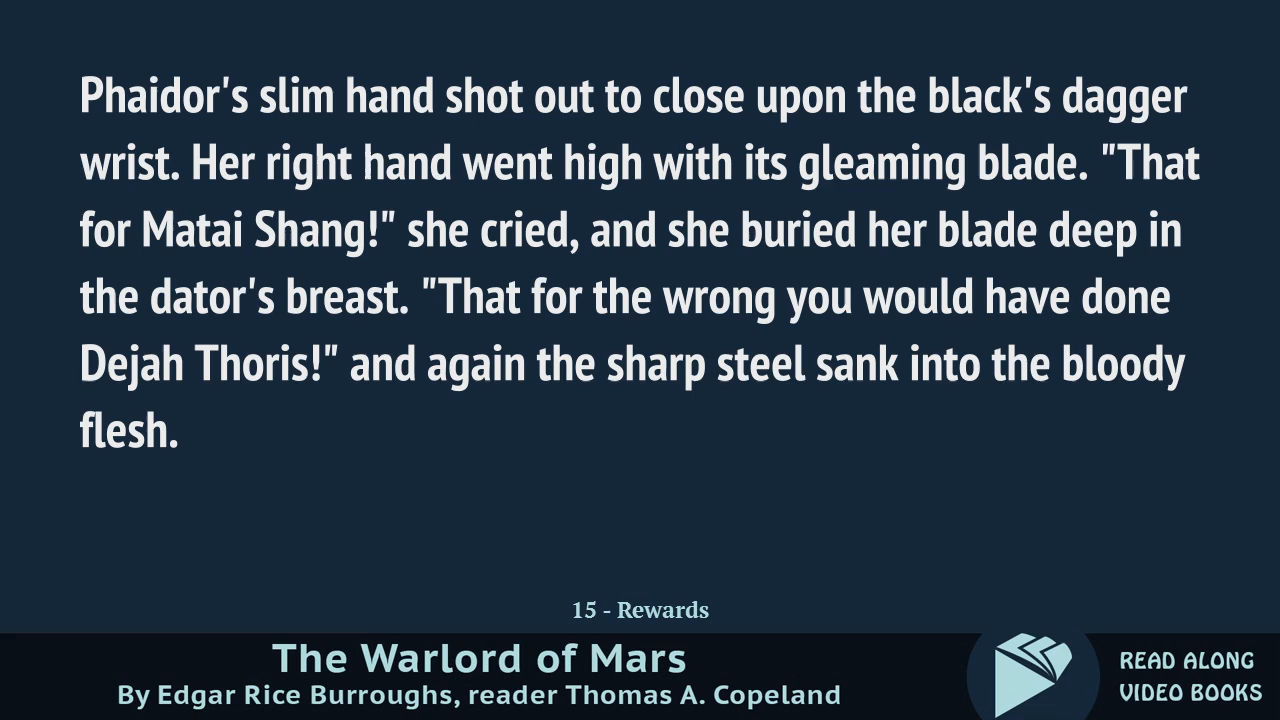 Phaidor's slim hand shot out to close upon the black's dagger
wrist. Her right hand went high with its gleaming blade. "That
for Matai Shang!" she cried, and she buried her blade deep in
the dator's breast. "That for the wrong you would have done
Dejah Thoris!" and again the sharp steel sank into the bloody
flesh.
15 - Rewards
The Warlord of Mars
By Edgar Rice Burroughs, reader Thomas A. Copeland
READ ALONG
VIDEO BOOKS